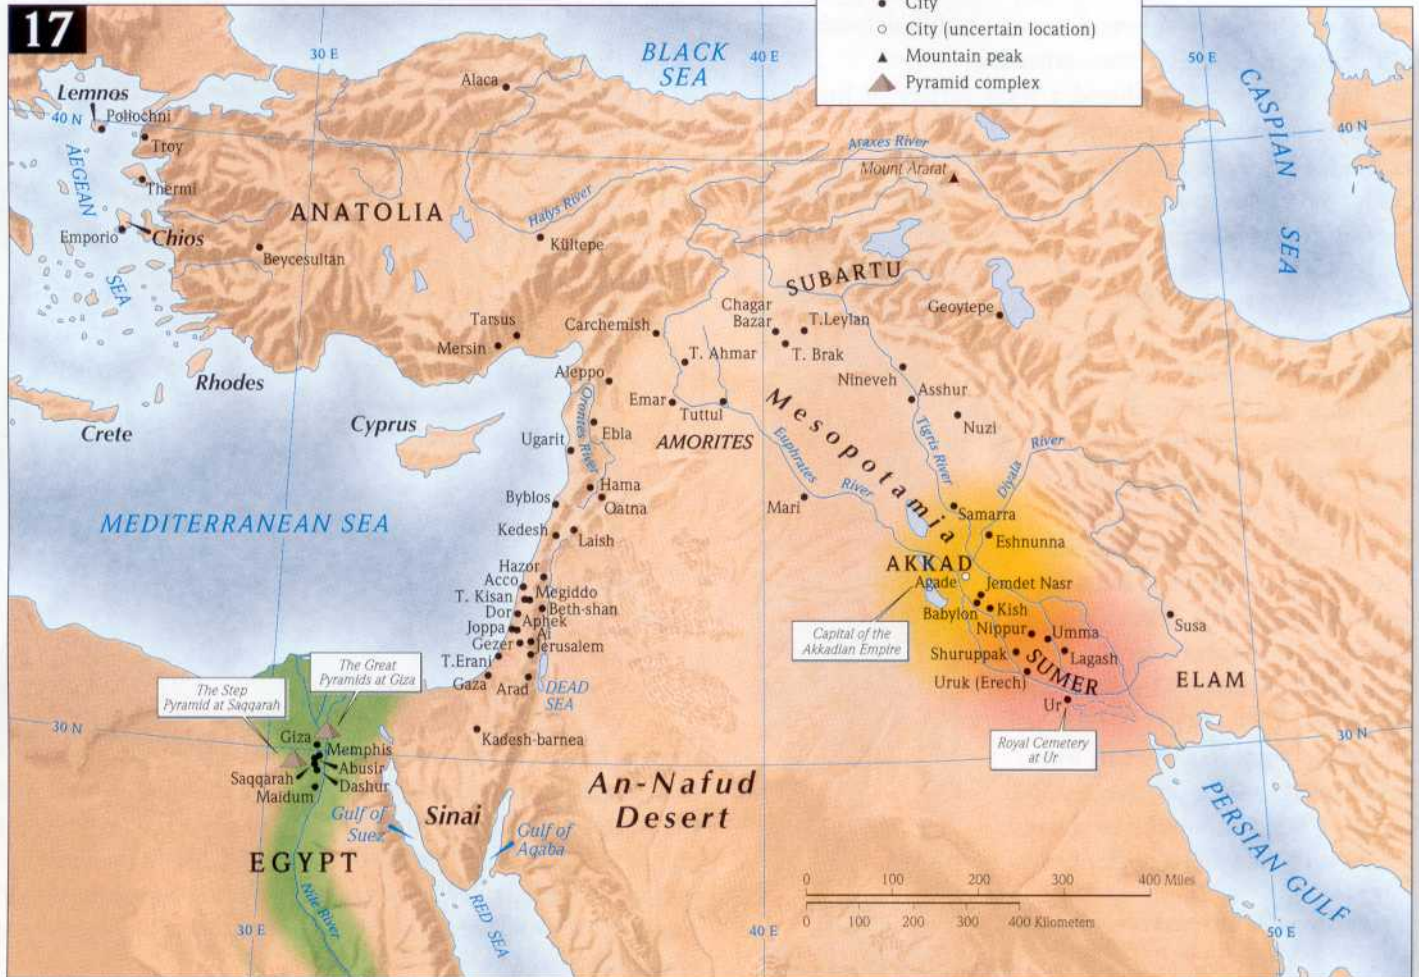 17
City
City (uncertain location)
Mountain peak
Pyramid complex
30 E
BLACK
SEA
40 E
50 E
CASPIAN
SEA
Lemnos
40 N
Poliochni
Troy
Alaca
40 N
Araxes River
Mount Ararat
AEGEAN
SEA
Thermi
ANATOLIA
Halys River
Emporio
Chios
Beycesultan
Kültepe
SUBARTU
Chagar
Bazar
T.Leylan
Geoytepe
Tarsus
Mersin
Carchemish
T. Ahmar
T. Brak
Nineveh
Asshur
Rhodes
Aleppo
Emar
Tuttul
Mesopotamia
Nuzi
Crete
Cyprus
Orontes River
Ebla
Ugarit
AMORITES
Euphrates
River
Tigris River
Diyala
River
Hama
Qatna
Byblos
Mari
Samarra
MEDITERRANEAN SEA
Kedesh
Laish
Eshnunna
Hazor
Acco
T. Kisan
Megiddo
Dor
Beth-shan
Aphek
Joppa
Ai
Gezer
Jerusalem
T.Erani
Gaza
Arad
DEAD
SEA
AKKAD
Agade
Jemdet Nasr
Babylon
Kish
Nippur
Umma
Susa
Capital of the
Akkadian Empire
Shuruppak
Lagash
SUMER
Uruk (Erech)
ELAM
Ur
The Great
Pyramids at Giza
The Step
Pyramid at Saqqarah
30 N
Giza
Memphis
Abusir
Saqqarah
Dashur
Maidum
Kadesh-barnea
Royal Cemetery
at Ur
30 N
An-Nafud
Desert
Sinai
Gulf of
Suez
Gulf of
Aqaba
EGYPT
Nile River
RED SEA
PERSIAN GULF
0 100 200 300 400 Miles
0 100 200 300 400 Kilometers
30 E
40 E
50 E